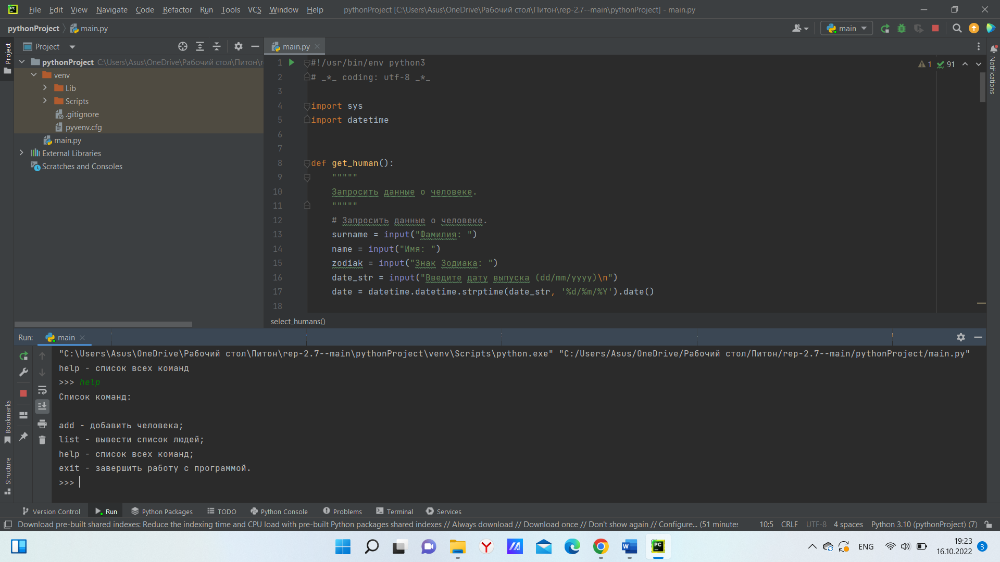 File Edit View Navigate Code Refactor Run Tools VCS Window Help pythonProject [C:\Users\Asus\OneDrive\Рабочий стол\Питон\rep-2.7--main\pythonProject] - main.py
pythonProject main.py main
Project
pythonProject C:\Users\Asus\OneDrive\Рабочий стол\Питон\r
venv
Lib
Scripts
.gitignore
pyvenv.cfg
main.py
External Libraries
Scratches and Consoles
Project
Bookmarks
Structure
Notifications
main.py
1 91
1 #!/usr/bin/env python3
2 # _*_ coding: utf-8 _*_
3
4 import sys
5 import datetime
6
7
8 def get_human():
9 """""
10 Запросить данные о человеке.
11 """""
12 # Запросить данные о человеке.
13 surname = input("Фамилия: ")
14 name = input("Имя: ")
15 zodiak = input("Знак Зодиака: ")
16 date_str = input("Введите дату выпуска (dd/mm/yyyy)\n")
17 date = datetime.datetime.strptime(date_str, '%d/%m/%Y').date()
18
select_humans()
Run: main
"C:\Users\Asus\OneDrive\Рабочий стол\Питон\rep-2.7--main\pythonProject\venv\Scripts\python.exe" "C:/Users/Asus/OneDrive/Рабочий стол/Питон/rep-2.7--main/pythonProject/main.py"
help - список всех команд
>>> help
Список команд:
add - добавить человека;
list - вывести список людей;
help - список всех команд;
exit - завершить работу с программой.
>>>
Version Control Run Python Packages TODO Python Console Problems Terminal Services
Download pre-built shared indexes: Reduce the indexing time and CPU load with pre-built Python packages shared indexes // Always download // Download once // Don't show again // Configure... (51 minutes 10:5 CRLF UTF-8 4 spaces Python 3.10 (pythonProject) (7)
ENG 19:23
16.10.2022 3